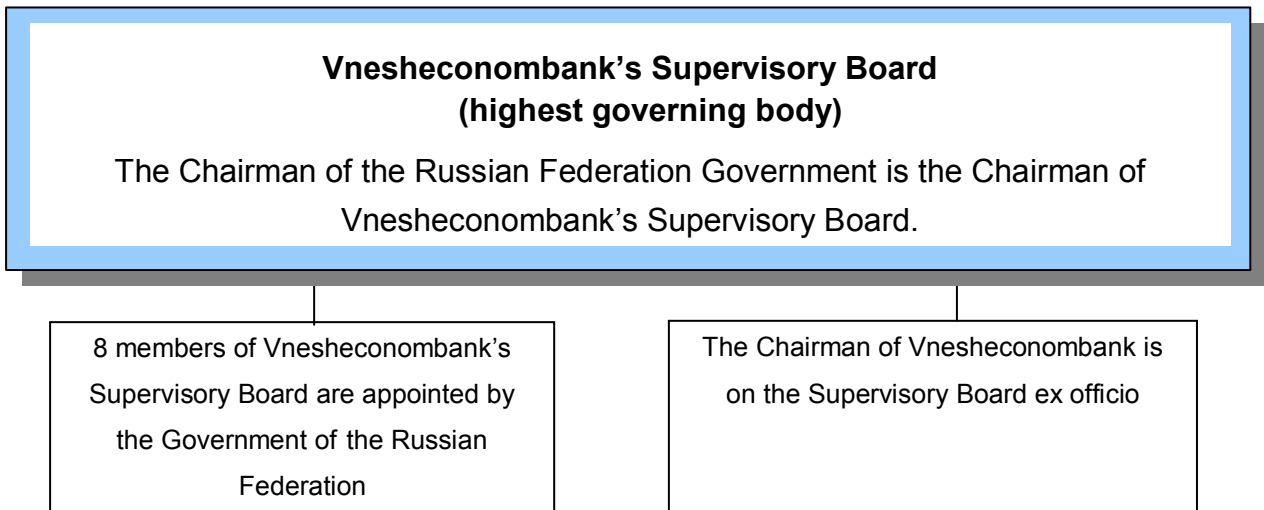 Vnesheconombank’s Supervisory Board
(highest governing body)
The Chairman of the Russian Federation Government is the Chairman of
Vnesheconombank’s Supervisory Board.
8 members of Vnesheconombank’s
Supervisory Board are appointed by
the Government of the Russian
Federation
The Chairman of Vnesheconombank is
on the Supervisory Board ex officio